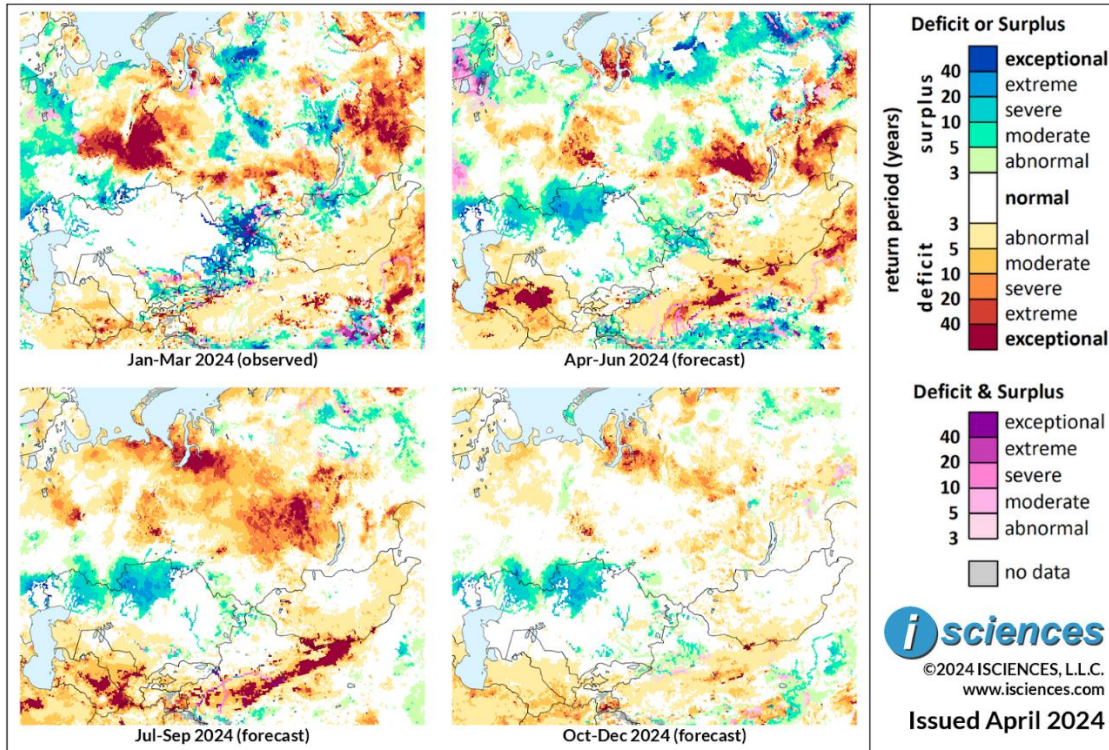 Jan-Mar 2024 (observed)
Apr-Jun 2024 (forecast)
Jul-Sep 2024 (forecast)
Oct-Dec 2024 (forecast)
Deficit or Surplus
return period (years)
surplus
deficit
exceptional
40
extreme
20
severe
10
moderate
5
abnormal
3
normal
3
abnormal
5
moderate
10
severe
20
extreme
40
exceptional
Deficit & Surplus
exceptional
40
extreme
20
severe
10
moderate
5
abnormal
3
no data
i sciences
©2024 ISCIENCES, L.L.C.
www.isciences.com
Issued April 2024